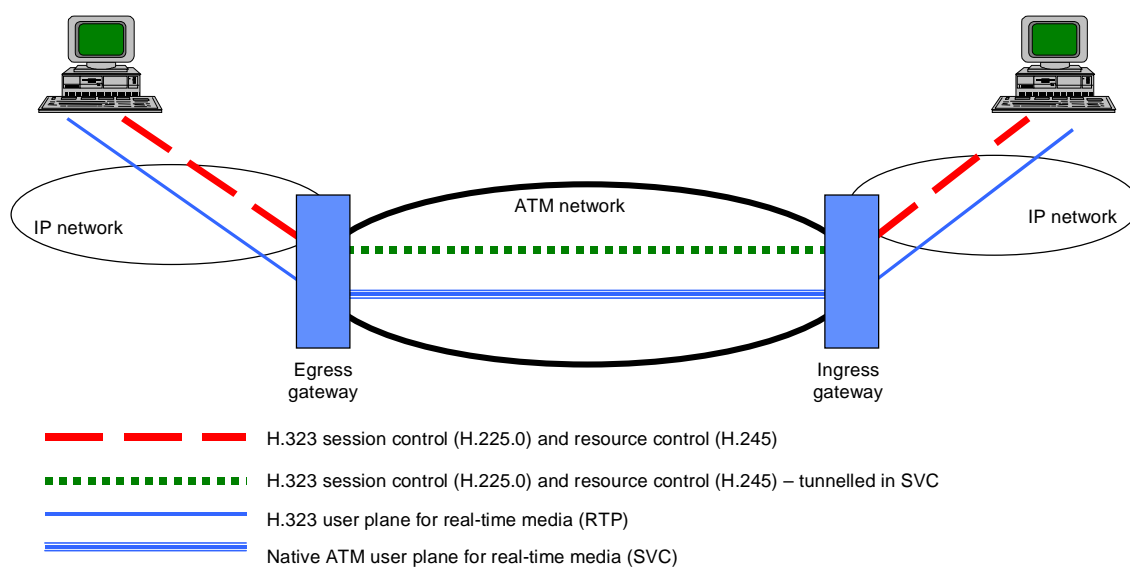 ATM network
IP network
IP network
Egress
gateway
Ingress
gateway
H.323 session control (H.225.0) and resource control (H.245)
H.323 session control (H.225.0) and resource control (H.245) – tunnelled in SVC
H.323 user plane for real-time media (RTP)
Native ATM user plane for real-time media (SVC)